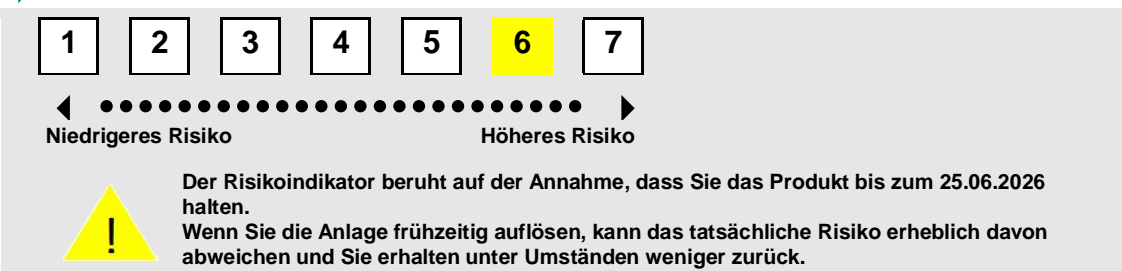 1 2 3 4 5 6 7
Niedrigeres Risiko Höheres Risiko
! Der Risikoindikator beruht auf der Annahme, dass Sie das Produkt bis zum 25.06.2026
halten.
Wenn Sie die Anlage frühzeitig auflösen, kann das tatsächliche Risiko erheblich davon
abweichen und Sie erhalten unter Umständen weniger zurück.